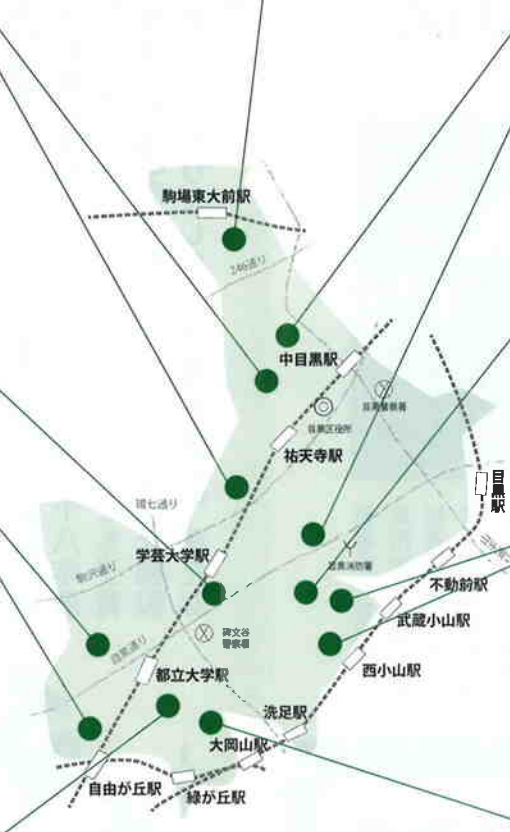 駒場東大前駅
246通り
中目黒駅
目黒警察署
目黒区役所
祐天寺駅
目黒駅
環七通り
学芸大学駅
目黒消防署
駒沢通り
不動前駅
武蔵小山駅
碑文谷
警察署
目黒通り
西小山駅
都立大学駅
洗足駅
大岡山駅
自由が丘駅
緑が丘駅